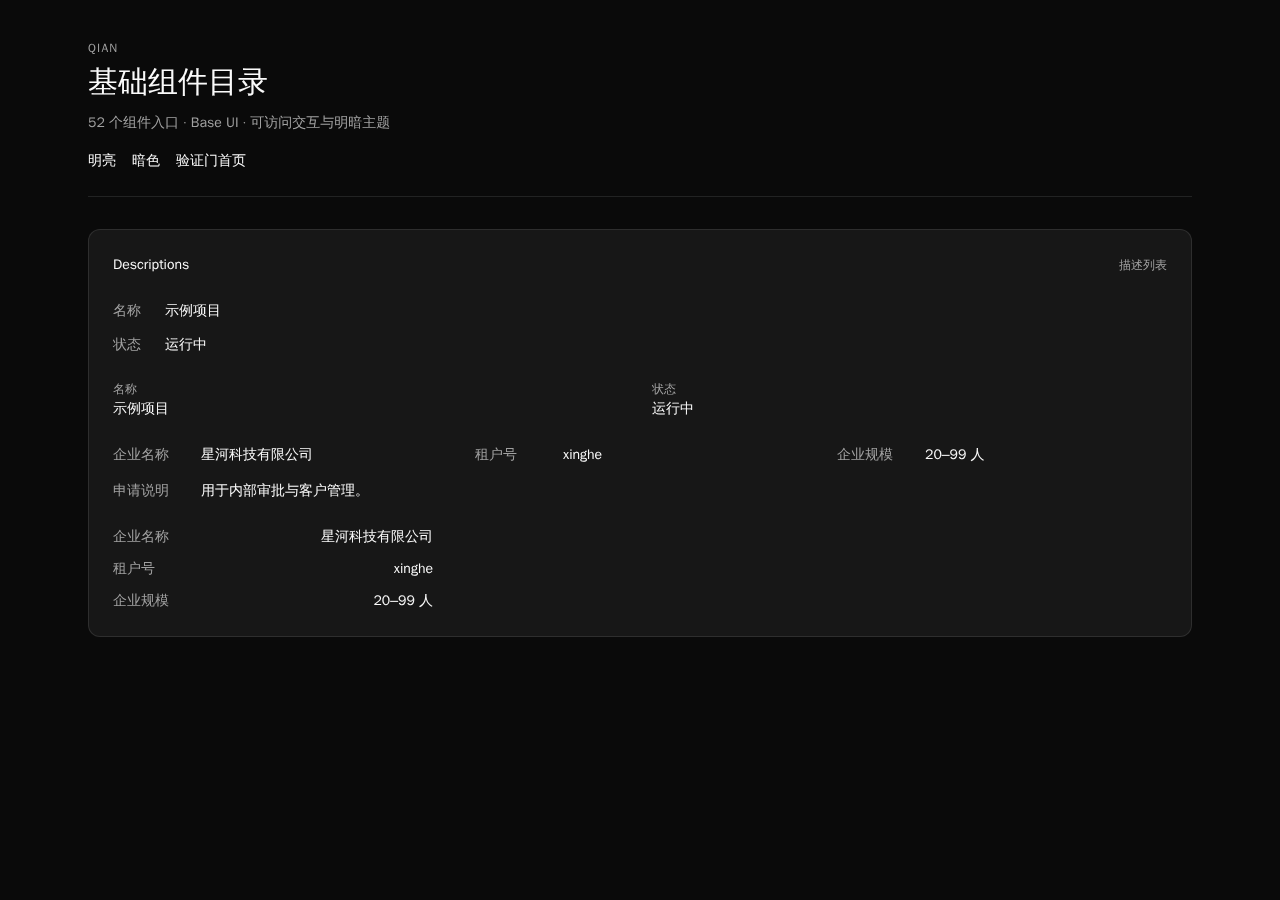 QIAN
基础组件目录
52 个组件入口 · Base UI · 可访问交互与明暗主题
明亮 暗色 验证门首页
Descriptions 描述列表
名称 示例项目
状态 运行中
名称 状态
示例项目 运行中
企业名称 星河科技有限公司 租户号 xinghe 企业规模 20–99 人
申请说明 用于内部审批与客户管理。
企业名称 星河科技有限公司
租户号 xinghe
企业规模 20–99 人